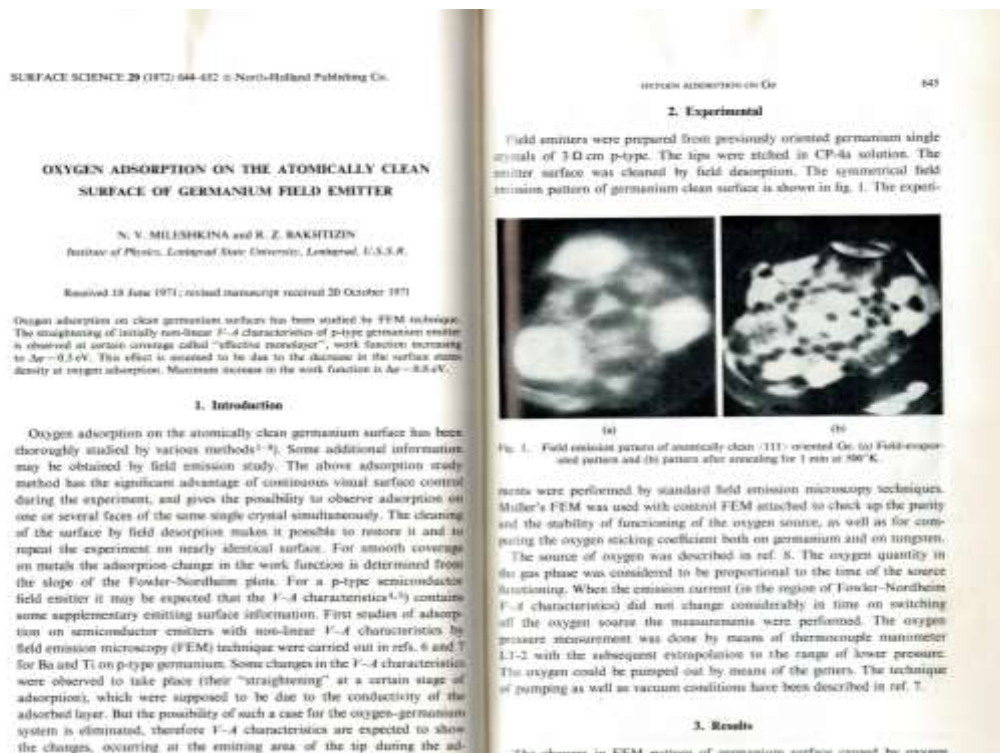 SURFACE SCIENCE 29 (1972) 644-652 © North-Holland Publishing Co.
OXYGEN ADSORPTION ON THE ATOMICALLY CLEAN
SURFACE OF GERMANIUM FIELD EMITTER
N. V. MILESHKINA and R. Z. BAKHTIZIN
Institute of Physics, Leningrad State University, Leningrad, U.S.S.R.
Received 18 June 1971; revised manuscript received 20 October 1971
Oxygen adsorption on clean germanium surfaces has been studied by FEM technique.
The straightening of initially non-linear V-A characteristics of p-type germanium emitter
is observed at certain coverage called "effective monolayer", work function increasing
to Δφ = 0.3 eV. This effect is assumed to be due to the decrease in the surface states
density at oxygen adsorption. Maximum increase in the work function is Δφ = 0.8 eV.
1. Introduction
Oxygen adsorption on the atomically clean germanium surface has been
thoroughly studied by various methods. Some additional information
may be obtained by field emission study. The above adsorption study
method has the significant advantage of continuous visual surface control
during the experiment, and gives the possibility to observe adsorption on
one or several faces of the same single crystal simultaneously. The cleaning
of the surface by field desorption makes it possible to restore it and to
repeat the experiment on nearly identical surface. For smooth coverage
on metals the adsorption change in the work function is determined from
the slope of the Fowler-Nordheim plots. For a p-type semiconductor
field emitter it may be expected that the V-A characteristics contains
some supplementary emitting surface information. First studies of adsorp-
tion on semiconductor emitters with non-linear V-A characteristics by
field emission microscopy (FEM) technique were carried out in refs. 6 and 7
for Ba and Ti on p-type germanium. Some changes in the V-A characteristics
were observed to take place (their "straightening" at a certain stage of
adsorption), which were supposed to be due to the conductivity of the
adsorbed layer. But the possibility of such a case for the oxygen-germanium
system is eliminated, therefore V-A characteristics are expected to show
the changes, occurring at the emitting area of the tip during the ad-
OXYGEN ADSORPTION ON Ge 645
2. Experimental
Field emitters were prepared from previously oriented germanium single
crystals of 3 Ω cm p-type. The tips were etched in CP-4a solution. The
emitter surface was cleaned by field desorption. The symmetrical field
emission pattern of germanium clean surface is shown in fig. 1. The experi-
(a) (b)
Fig. 1. Field emission pattern of atomically clean (111) oriented Ge. (a) Field-evapor-
ated pattern and (b) pattern after annealing for 1 min at 500°K.
ments were performed by standard field emission microscopy techniques.
Müller's FEM was used with control FEM attached to check up the purity
and the stability of functioning of the oxygen source, as well as for com-
paring the oxygen sticking coefficient both on germanium and on tungsten.
The source of oxygen was described in ref. 8. The oxygen quantity in
the gas phase was considered to be proportional to the time of the source
functioning. When the emission current (in the region of Fowler-Nordheim
V-A characteristics) did not change considerably in time on switching
off the oxygen source the measurements were performed. The oxygen
pressure measurement was done by means of thermocouple manometer
LT-2 with the subsequent extrapolation to the range of lower pressure.
The oxygen could be pumped out by means of the getters. The technique
of pumping as well as vacuum conditions have been described in ref. 7.
3. Results
The changes in FEM pattern of germanium surface caused by oxygen